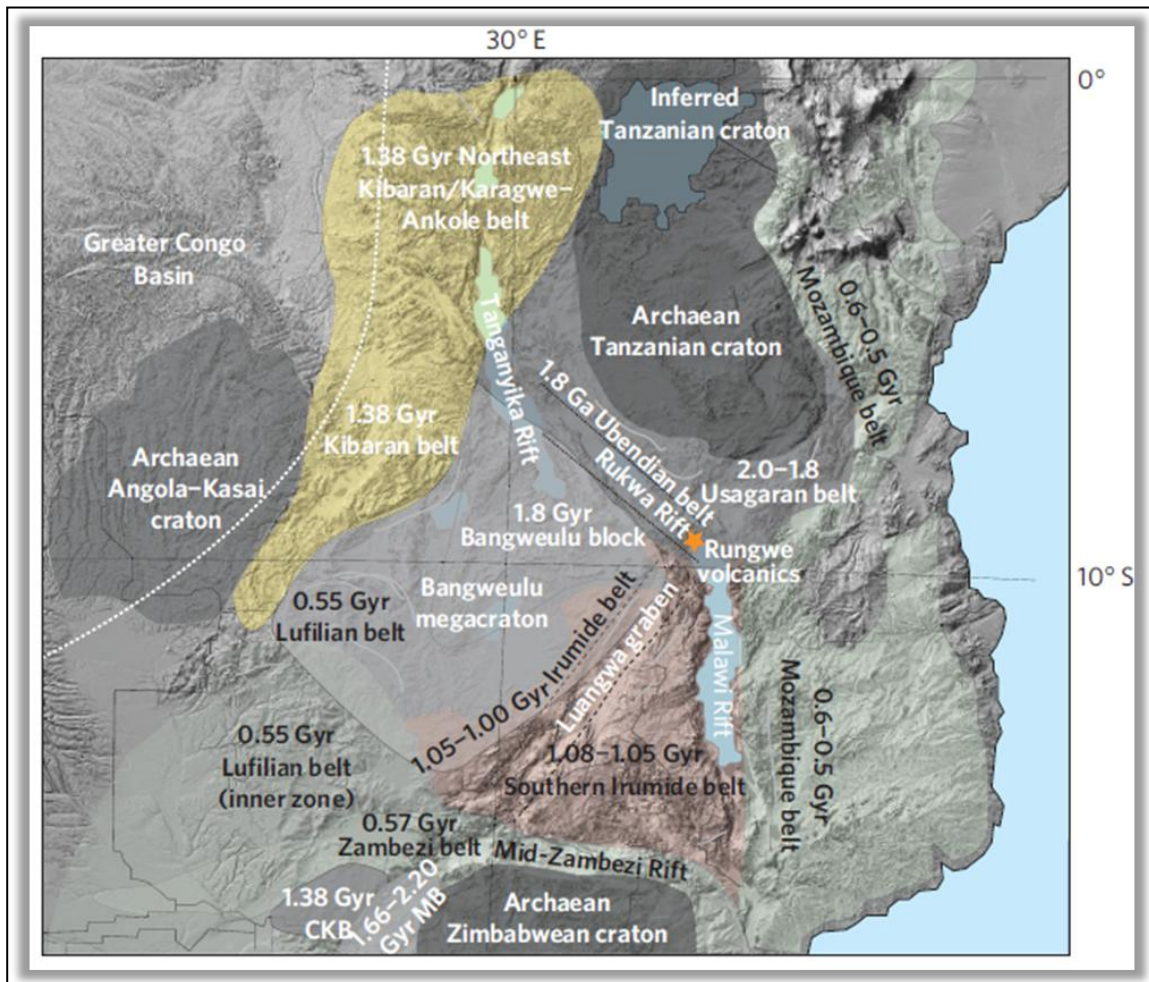 30° E
0°
Inferred
Tanzanian craton
1.38 Gyr Northeast
Kibaran/Karagwe–
Ankole belt
Greater Congo
Basin
Tanganyika Rift
Archaean
Tanzanian craton
0.6–0.5 Gyr
Mozambique belt
1.8 Ga Ubendian belt
Rukwa Rift
1.38 Gyr
Kibaran belt
Archaean
Angola–Kasai
craton
2.0–1.8
Usagaran belt
1.8 Gyr
Bangweulu block
Rungwe
volcanics
10° S
Bangweulu
megacraton
0.55 Gyr
Lufilian belt
1.05–1.00 Gyr Irumide belt
Luangwa graben
Malawi Rift
0.6–0.5 Gyr
Mozambique belt
0.55 Gyr
Lufilian belt
(inner zone)
1.08–1.05 Gyr
Southern Irumide belt
0.57 Gyr
Zambezi belt
Mid-Zambezi Rift
1.38 Gyr
CKB
1.66–2.20
Gyr MB
Archaean
Zimbabwean craton